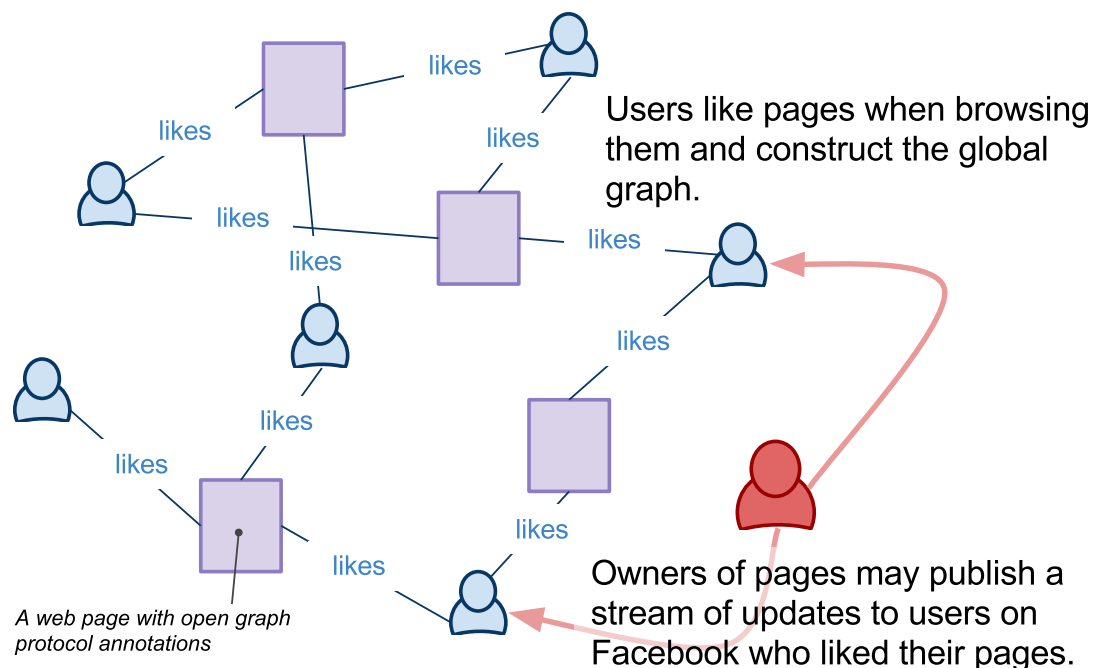 likes
likes
likes
likes
likes
likes
Users like pages when browsing
them and construct the global
graph.
likes
likes
likes
likes
likes
likes
A web page with open graph
protocol annotations
Owners of pages may publish a
stream of updates to users on
Facebook who liked their pages.